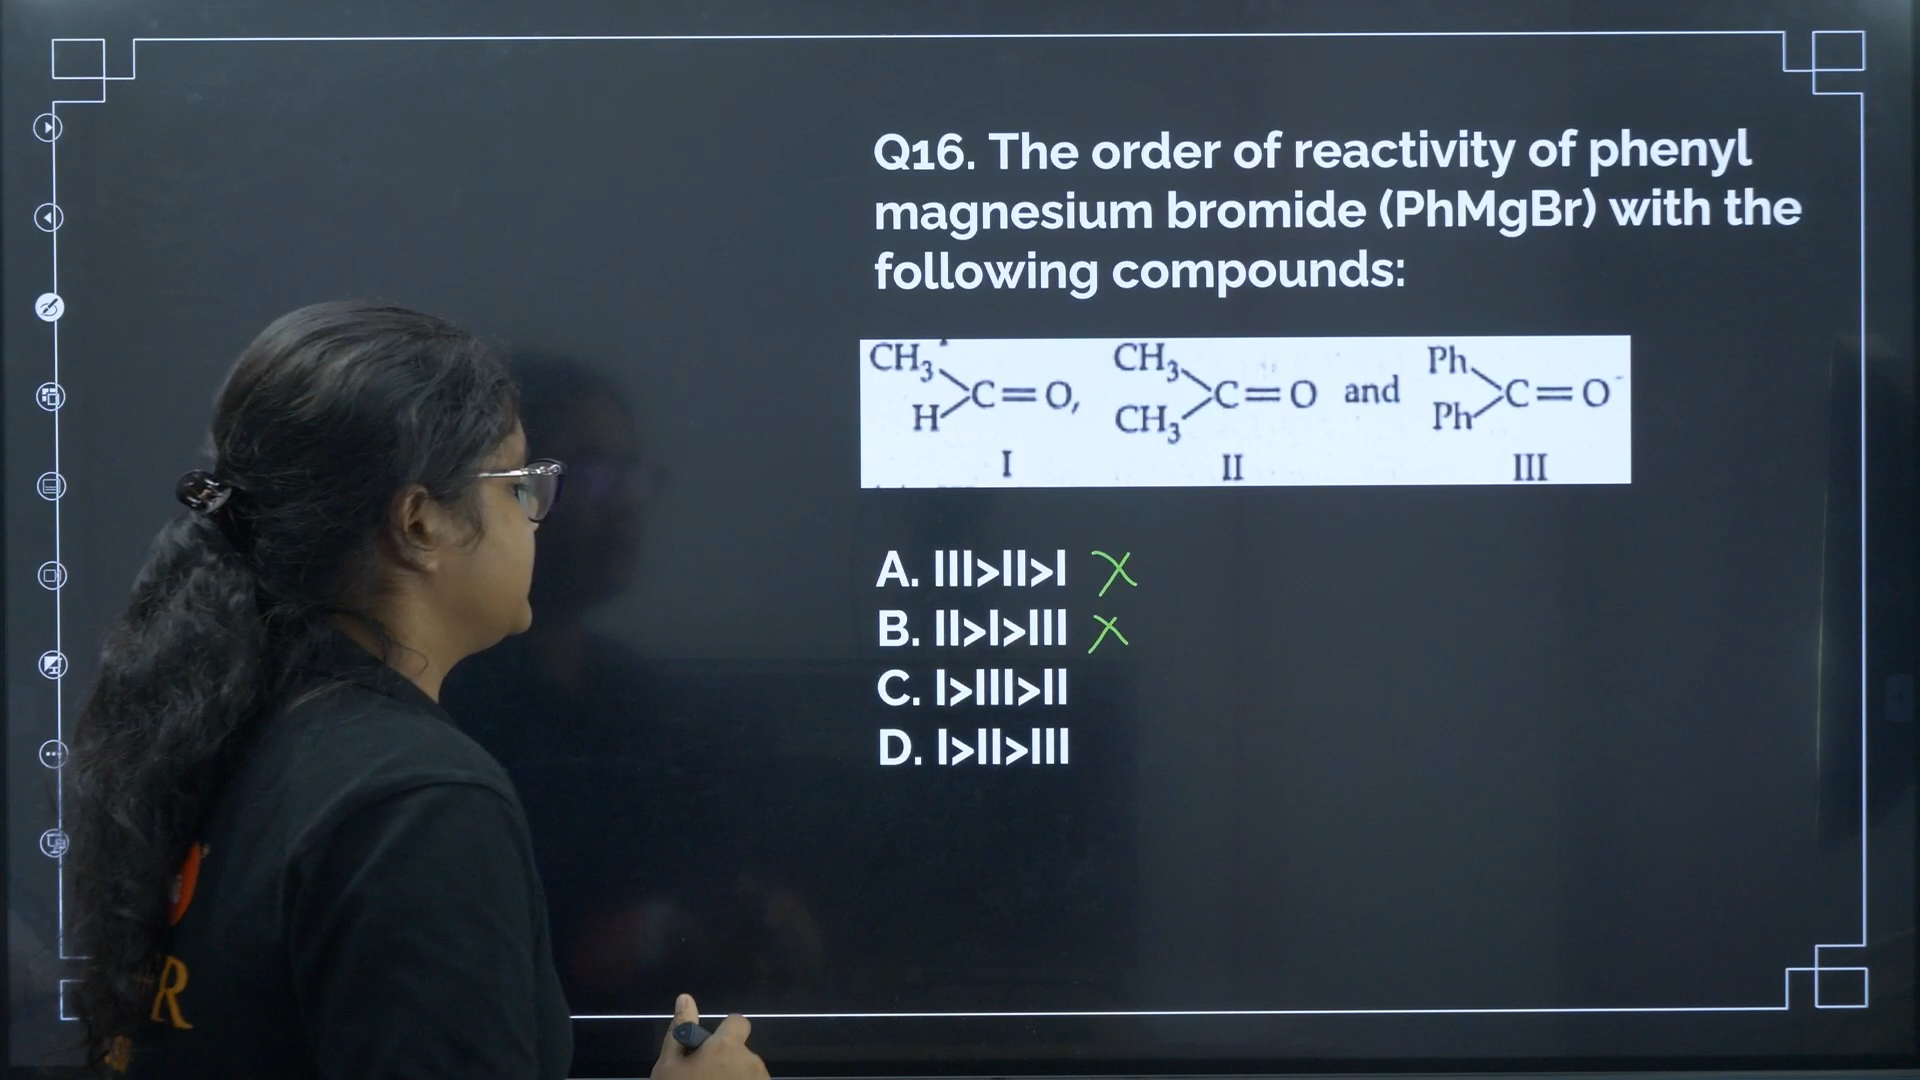 Q16. The order of reactivity of phenyl
magnesium bromide (PhMgBr) with the
following compounds:
CH₃ CH₃ Ph
C=O, C=O and C=O
H CH₃ Ph
I II III
A. III>II>I X
B. II>I>III X
C. I>III>II
D. I>II>III
R